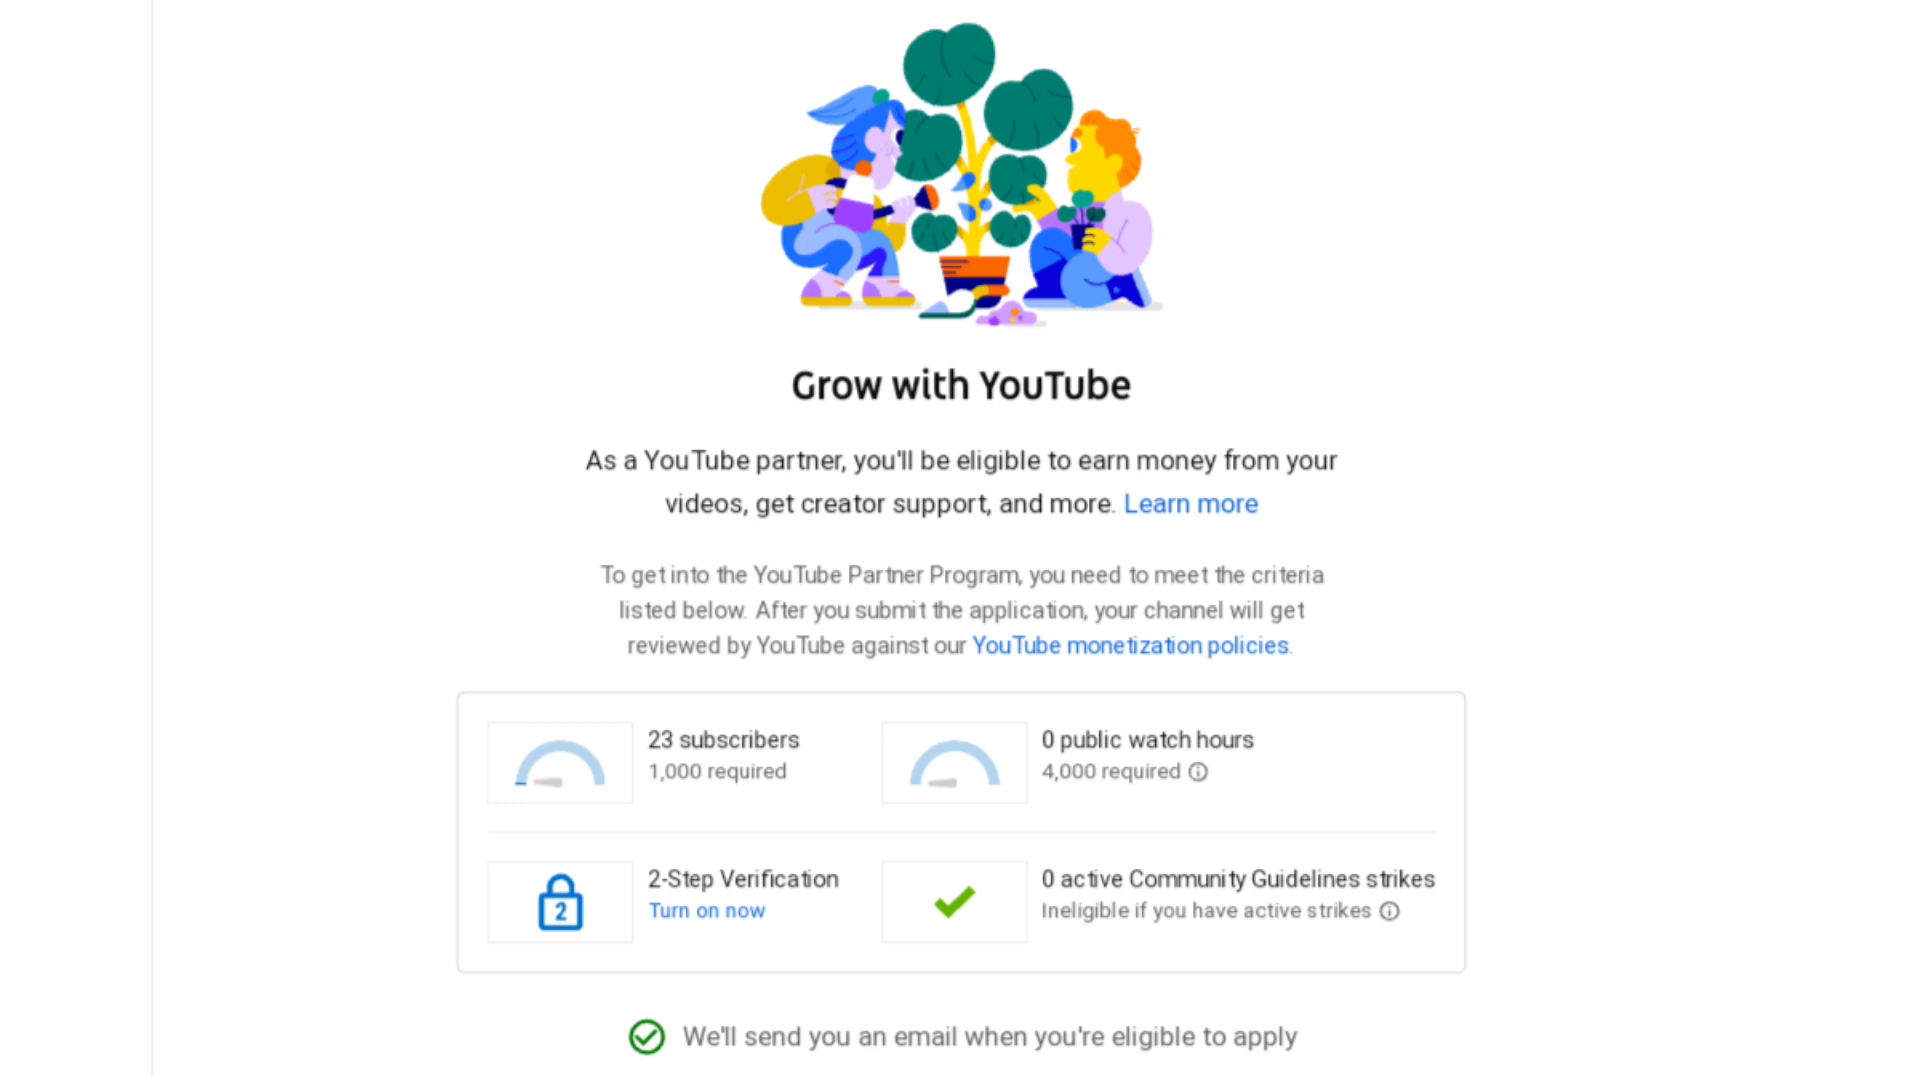 Grow with YouTube
As a YouTube partner, you'll be eligible to earn money from your
videos, get creator support, and more. Learn more
To get into the YouTube Partner Program, you need to meet the criteria
listed below. After you submit the application, your channel will get
reviewed by YouTube against our YouTube monetization policies.
23 subscribers
1,000 required
0 public watch hours
4,000 required
2-Step Verification
Turn on now
2
0 active Community Guidelines strikes
Ineligible if you have active strikes
We'll send you an email when you're eligible to apply